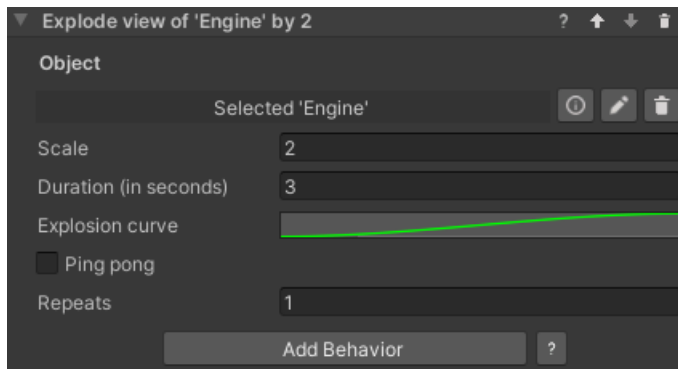 Explode view of 'Engine' by 2 ?
Object
Selected 'Engine'
Scale 2
Duration (in seconds) 3
Explosion curve
Ping pong
Repeats 1
Add Behavior ?